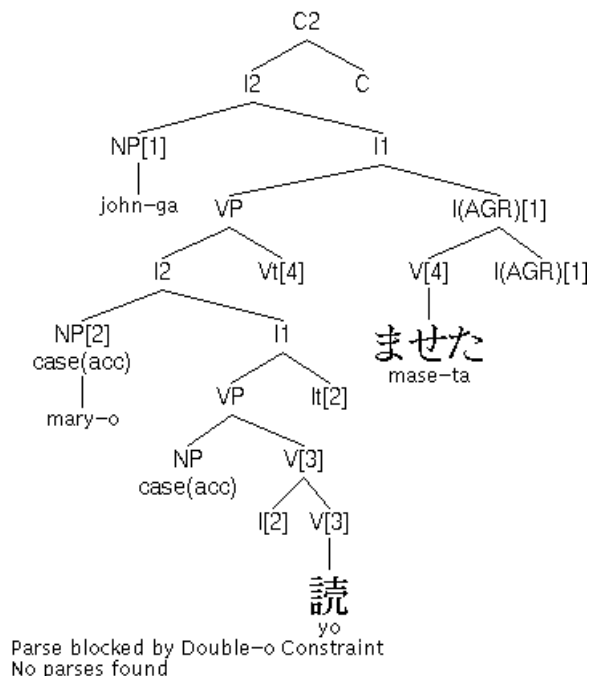 C2
I2 C
NP[1] I1
john-ga VP I(AGR)[1]
I2 Vt[4] V[4] I(AGR)[1]
NP[2] I1 ませた
case(acc) mase-ta
mary-o VP It[2]
NP V[3]
case(acc)
I[2] V[3]
読
yo
Parse blocked by Double-o Constraint
No parses found